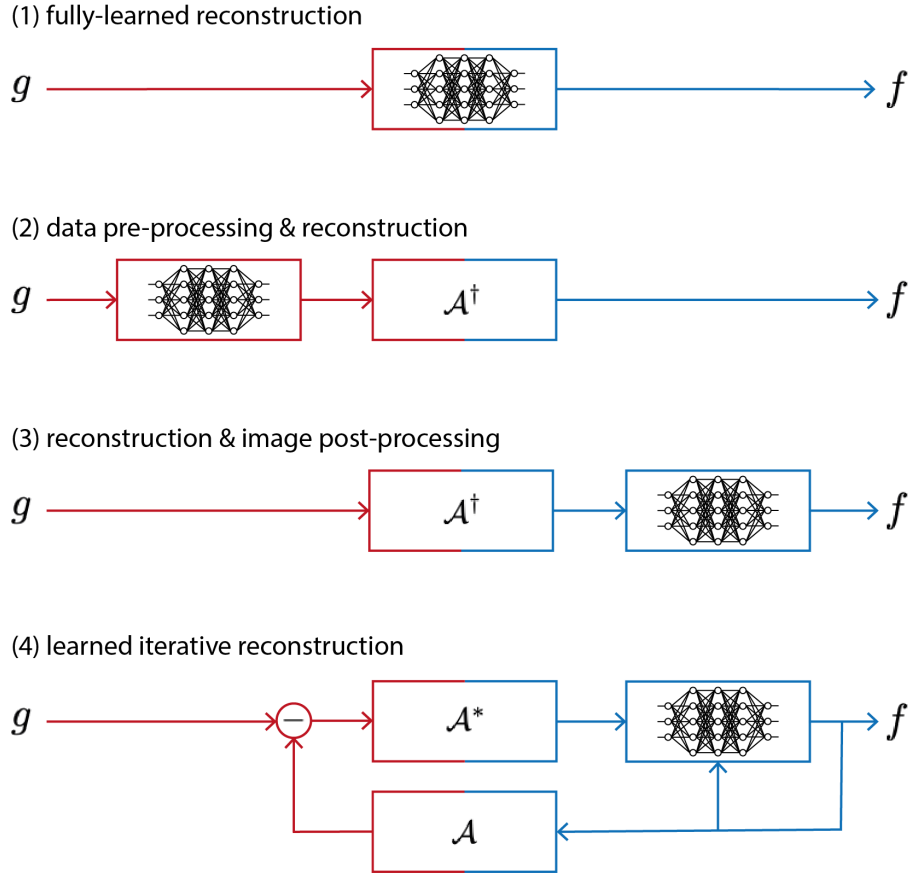 (1) fully-learned reconstruction
g f
(2) data pre-processing & reconstruction
g 𝒜† f
(3) reconstruction & image post-processing
g 𝒜† f
(4) learned iterative reconstruction
g − 𝒜* f
𝒜